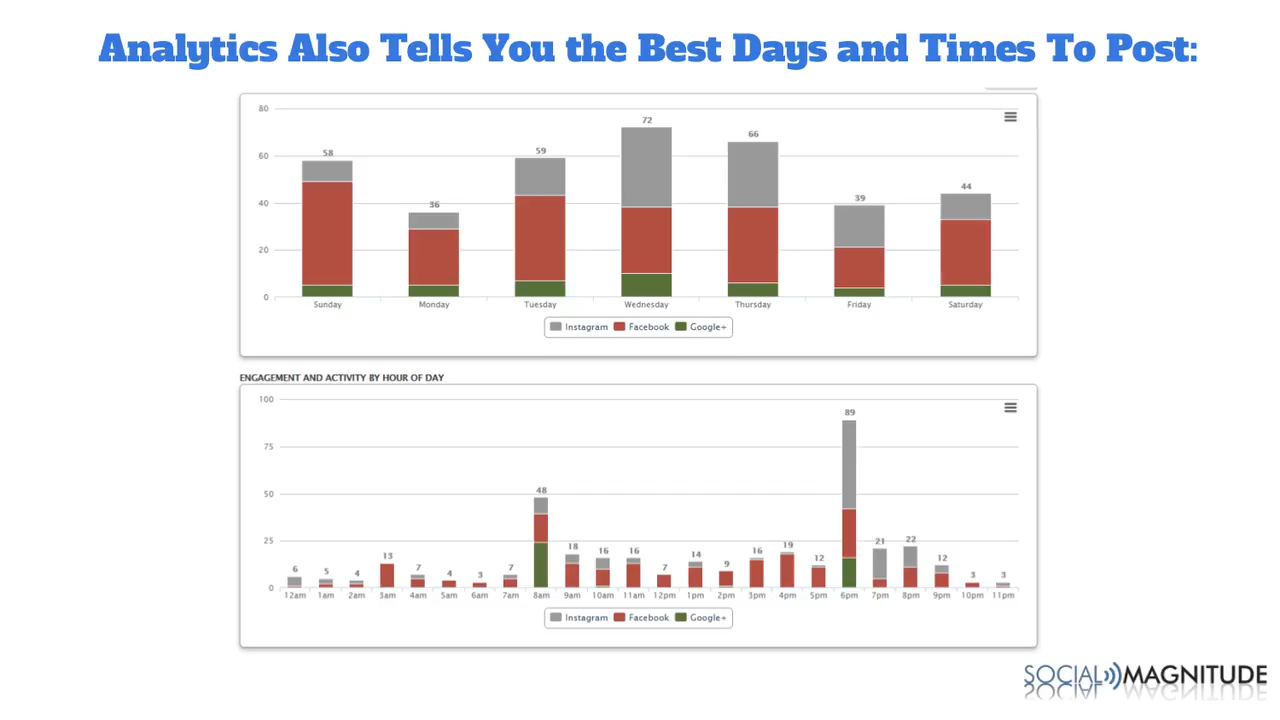 Analytics Also Tells You the Best Days and Times To Post:
80
60
40
20
0
58
36
59
72
66
39
44
Sunday Monday Tuesday Wednesday Thursday Friday Saturday
Instagram Facebook Google+
ENGAGEMENT AND ACTIVITY BY HOUR OF DAY
100
75
50
25
0
6 5 4 13 7 4 3 7 48 18 16 16 7 14 9 16 19 12 89 21 22 12 3 3
12am 1am 2am 3am 4am 5am 6am 7am 8am 9am 10am 11am 12pm 1pm 2pm 3pm 4pm 5pm 6pm 7pm 8pm 9pm 10pm 11pm
Instagram Facebook Google+
SOCIAL MAGNITUDE